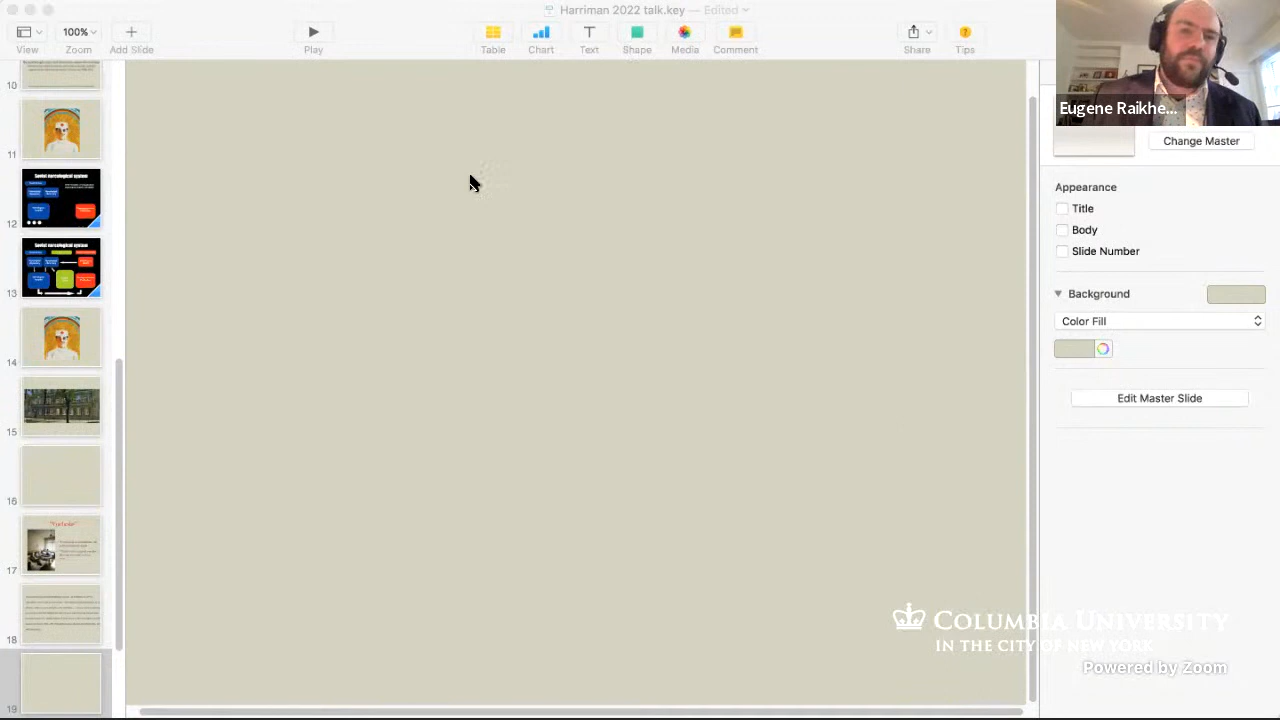 Harriman 2022 talk.key — Edited
100%
View
Zoom
Add Slide
Play
Table
Chart
Text
Shape
Media
Comment
Share
Tips
Eugene Raikhe...
Change Master
Appearance
Title
Body
Slide Number
Background
Color Fill
Edit Master Slide
10
11
Soviet narcological system
12
Soviet narcological system
13
14
15
16
17
18
19
COLUMBIA UNIVERSITY
IN THE CITY OF NEW YORK
Powered by Zoom